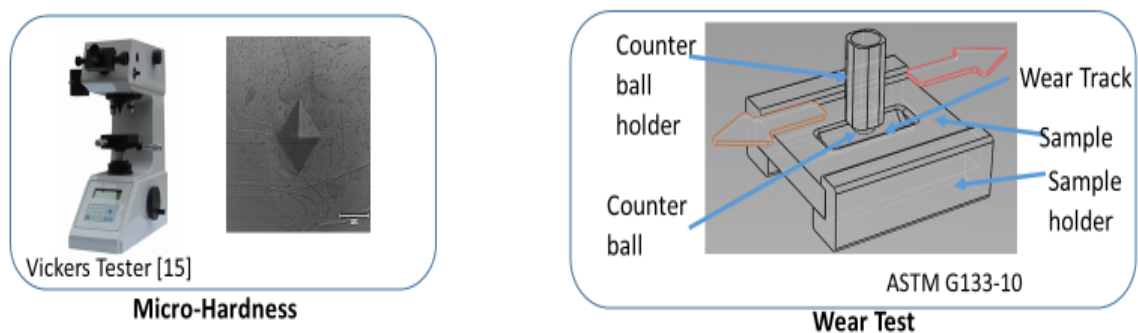 Vickers Tester [15]
Micro-Hardness
Counter
ball
holder
Wear Track
Sample
Sample
holder
Counter
ball
ASTM G133-10
Wear Test